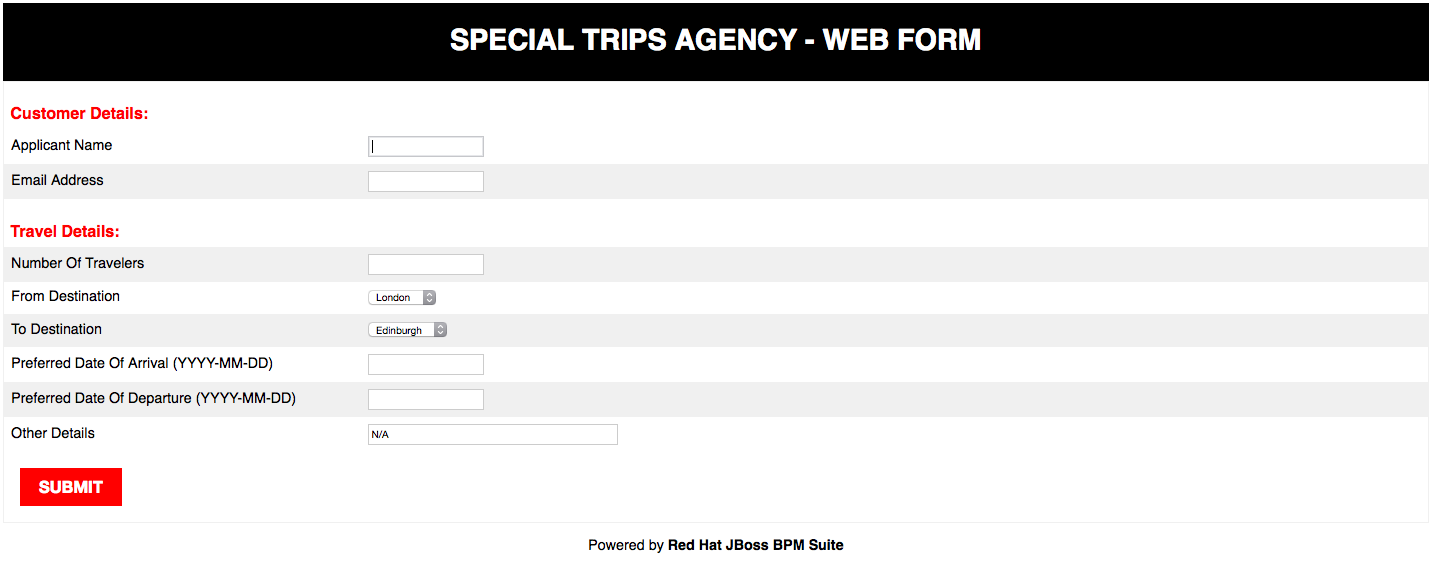 SPECIAL TRIPS AGENCY - WEB FORM
Customer Details:
Applicant Name
Email Address
Travel Details:
Number Of Travelers
From Destination London
To Destination Edinburgh
Preferred Date Of Arrival (YYYY-MM-DD)
Preferred Date Of Departure (YYYY-MM-DD)
Other Details N/A
SUBMIT
Powered by Red Hat JBoss BPM Suite